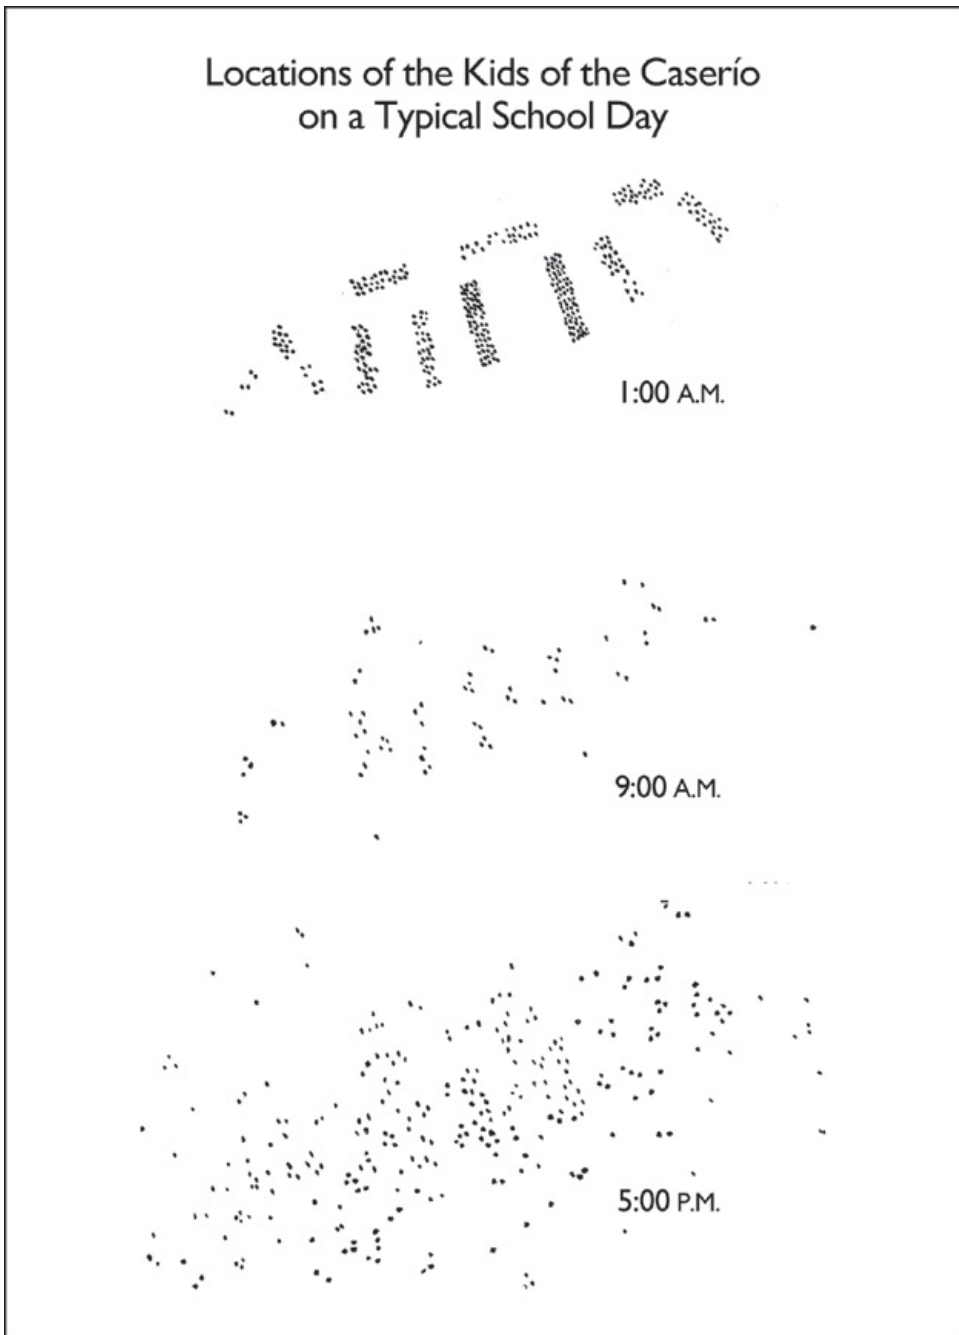 Locations of the Kids of the Caserío
on a Typical School Day
1:00 A.M.
9:00 A.M.
5:00 P.M.